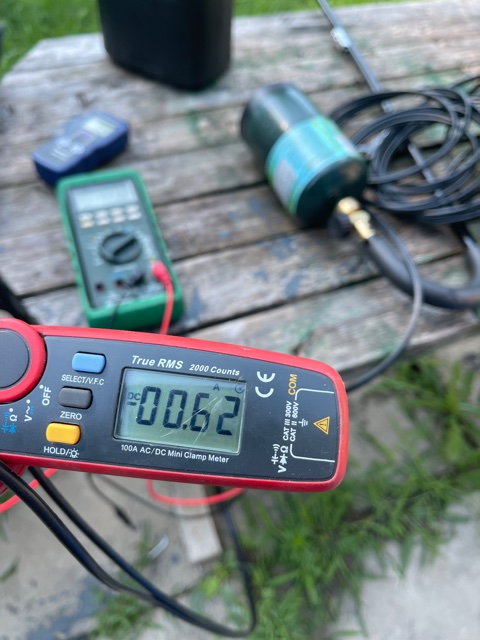 True RMS 2000 Counts
SELECT/V.F.C
ZERO
HOLD/
OFF
V
Ω
DC
A
-00.62
100A AC/DC Mini Clamp Meter
CE
COM
CAT III 300V
CAT II 600V
V Ω